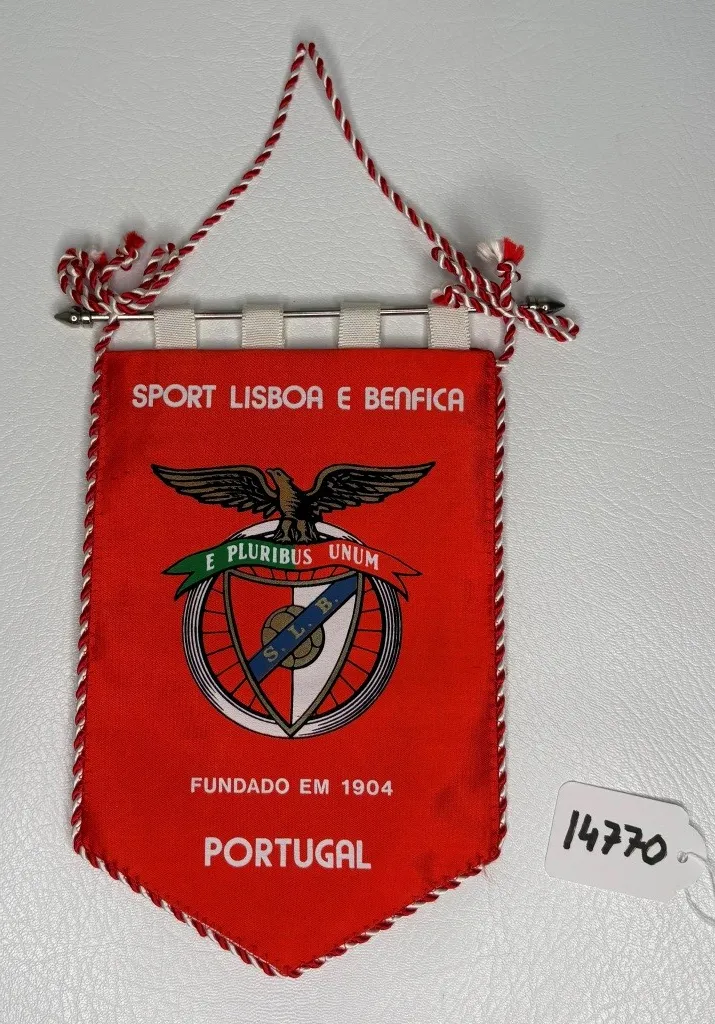 SPORT LISBOA E BENFICA
E PLURIBUS UNUM
S. L. B.
FUNDADO EM 1904
PORTUGAL
14770